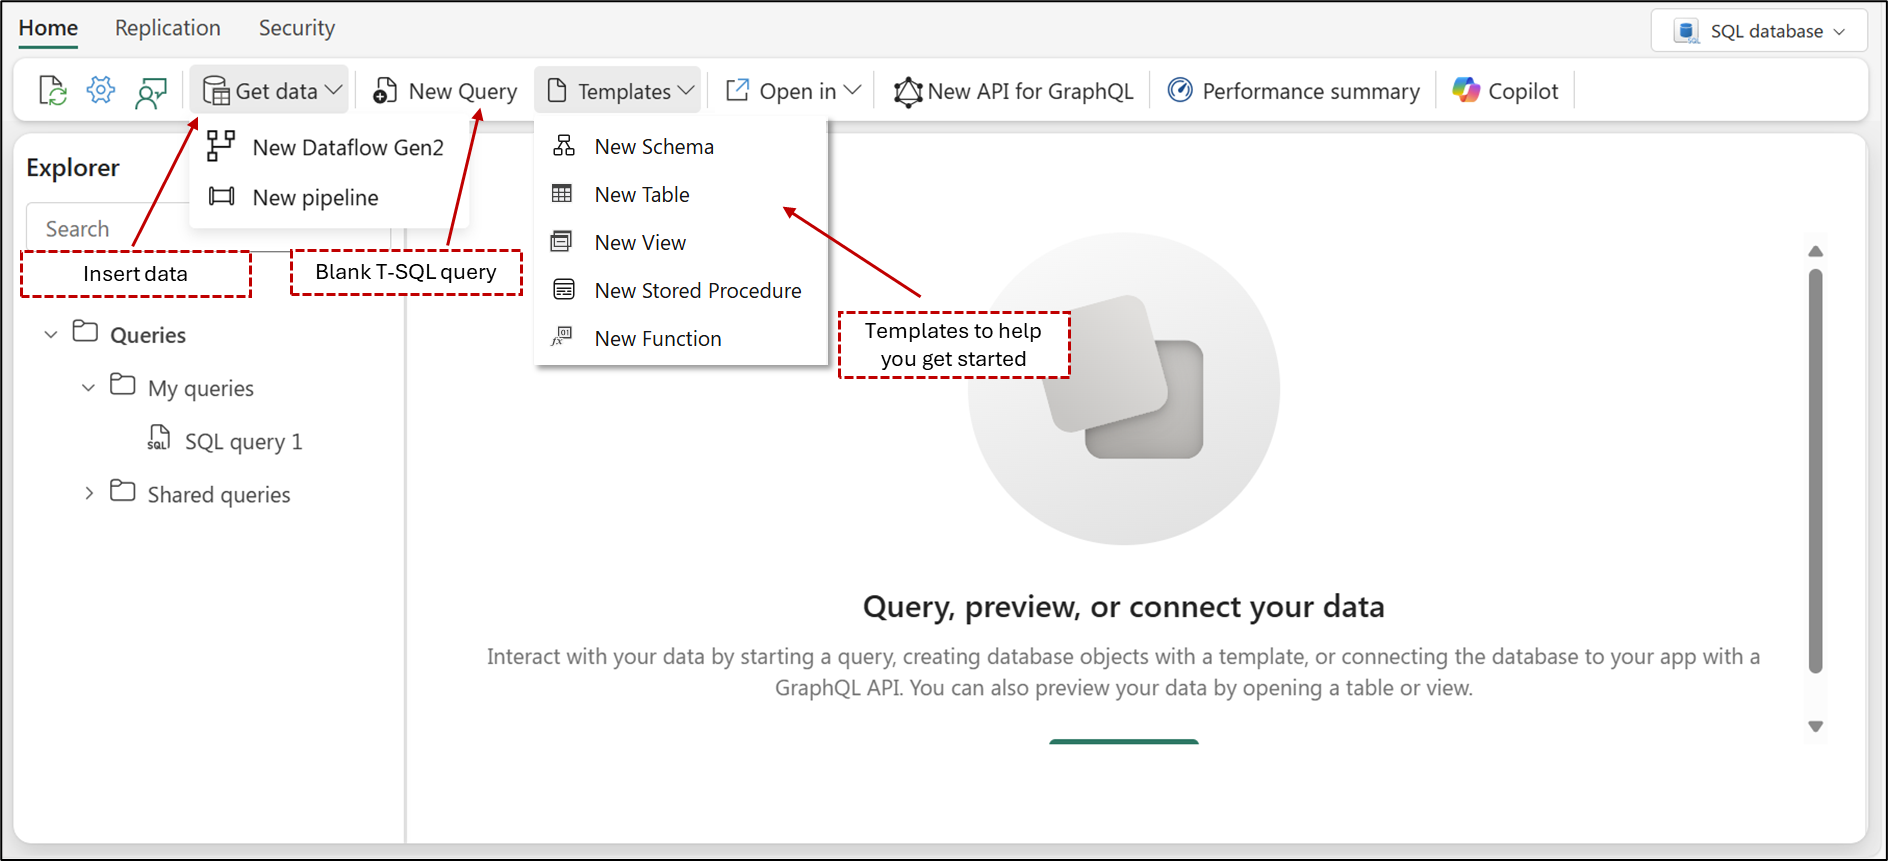 Home
Replication
Security
SQL database
Get data
New Query
Templates
Open in
New API for GraphQL
Performance summary
Copilot
New Dataflow Gen2
New pipeline
New Schema
New Table
New View
New Stored Procedure
New Function
Explorer
Search
Insert data
Blank T-SQL query
Templates to help
you get started
Queries
My queries
SQL
SQL query 1
Shared queries
Query, preview, or connect your data
Interact with your data by starting a query, creating database objects with a template, or connecting the database to your app with a
GraphQL API. You can also preview your data by opening a table or view.